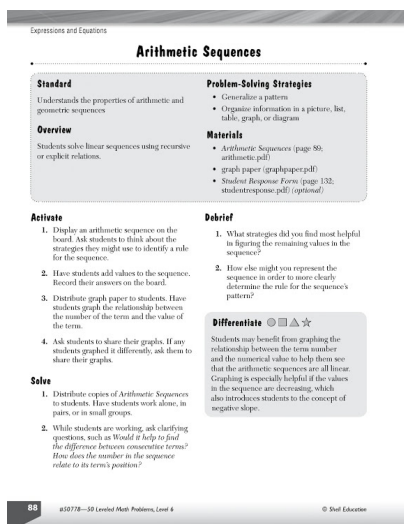 Expressions and Equations
Arithmetic Sequences
Standard
Understands the properties of arithmetic and
geometric sequences
Overview
Students solve linear sequences using recursive
or explicit relations.
Problem-Solving Strategies
• Generalize a pattern
• Organize information in a picture, list,
table, graph, or diagram
Materials
• Arithmetic Sequences (page 89;
arithmetic.pdf)
• graph paper (graphpaper.pdf)
• Student Response Form (page 132;
studentresponse.pdf) (optional)
Activate
1. Display an arithmetic sequence on the
board. Ask students to think about the
strategies they might use to identify a rule
for the sequence.
2. Have students add values to the sequence.
Record their answers on the board.
3. Distribute graph paper to students. Have
students graph the relationship between
the number of the term and the value of
the term.
4. Ask students to share their graphs. If any
students graphed it differently, ask them to
share their graphs.
Solve
1. Distribute copies of Arithmetic Sequences
to students. Have students work alone, in
pairs, or in small groups.
2. While students are working, ask clarifying
questions, such as Would it help to find
the difference between consecutive terms?
How does the number in the sequence
relate to its term's position?
Debrief
1. What strategies did you find most helpful
in figuring the remaining values in the
sequence?
2. How else might you represent the
sequence in order to more clearly
determine the rule for the sequence's
pattern?
Differentiate
Students may benefit from graphing the
relationship between the term number
and the numerical value to help them see
that the arithmetic sequences are all linear.
Graphing is especially helpful if the values
in the sequence are decreasing, which
also introduces students to the concept of
negative slope.
88
#50778—50 Leveled Math Problems, Level 6
© Shell Education